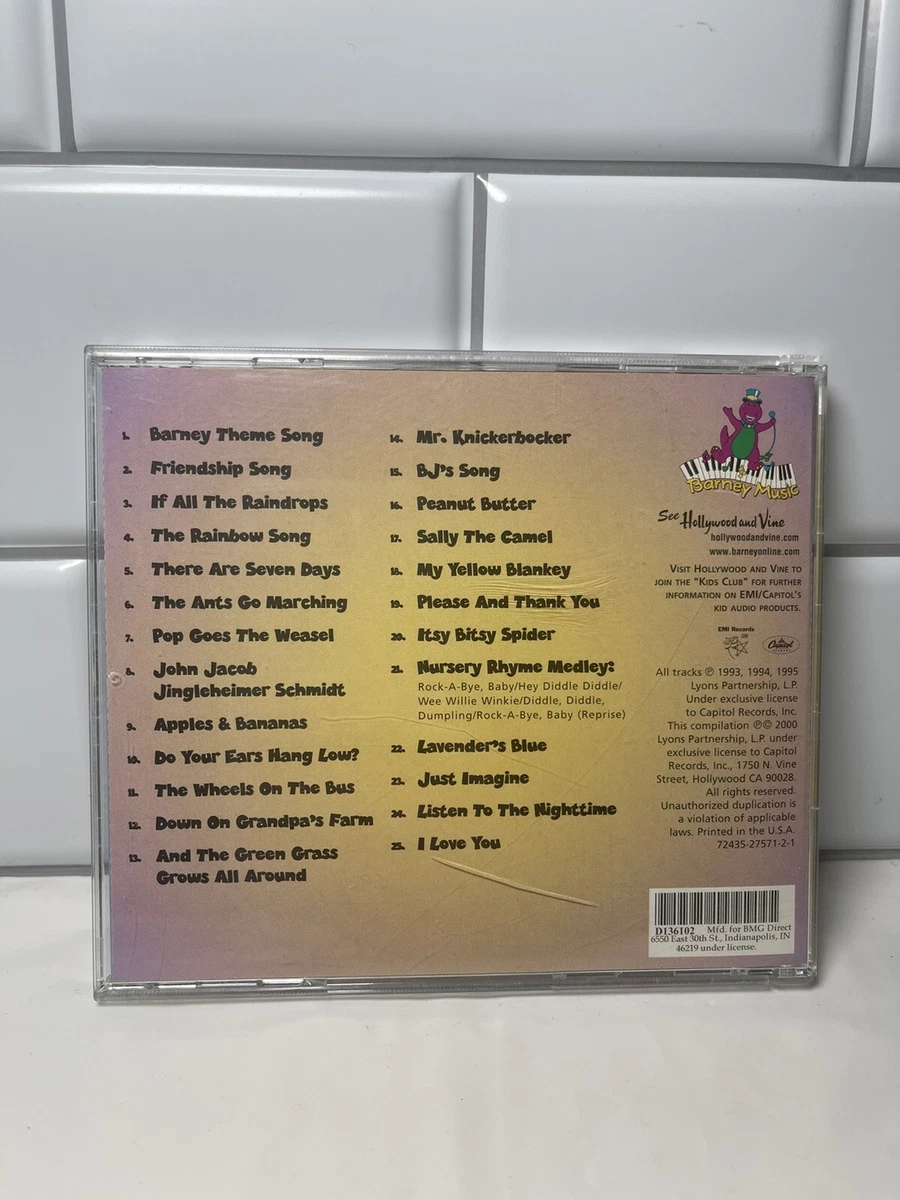 1. Barney Theme Song
2. Friendship Song
3. If All The Raindrops
4. The Rainbow Song
5. There Are Seven Days
6. The Ants Go Marching
7. Pop Goes The Weasel
8. John Jacob
Jingleheimer Schmidt
9. Apples & Bananas
10. Do Your Ears Hang Low?
11. The Wheels On The Bus
12. Down On Grandpa's Farm
13. And The Green Grass
Grows All Around
14. Mr. Knickerbocker
15. BJ's Song
16. Peanut Butter
17. Sally The Camel
18. My Yellow Blankey
19. Please And Thank You
20. Itsy Bitsy Spider
21. Nursery Rhyme Medley:
Rock-A-Bye, Baby/Hey Diddle Diddle/
Wee Willie Winkie/Diddle, Diddle,
Dumpling/Rock-A-Bye, Baby (Reprise)
22. Lavender's Blue
23. Just Imagine
24. Listen To The Nighttime
25. I Love You
Barney Music
See Hollywood and Vine
hollywoodandvine.com
www.barneyonline.com
VISIT HOLLYWOOD AND VINE TO
JOIN THE "KIDS CLUB" FOR FURTHER
INFORMATION ON EMI/CAPITOL'S
KID AUDIO PRODUCTS.
EMI Records
Capitol
All tracks ℗ 1993, 1994, 1995
Lyons Partnership, L.P.
Under exclusive license
to Capitol Records, Inc.
This compilation ℗© 2000
Lyons Partnership, L.P. under
exclusive license to Capitol
Records, Inc., 1750 N. Vine
Street, Hollywood CA 90028.
All rights reserved.
Unauthorized duplication is
a violation of applicable
laws. Printed in the U.S.A.
72435-27571-2-1
D136102 Mfd. for BMG Direct
6550 East 30th St., Indianapolis, IN
46219 under license.